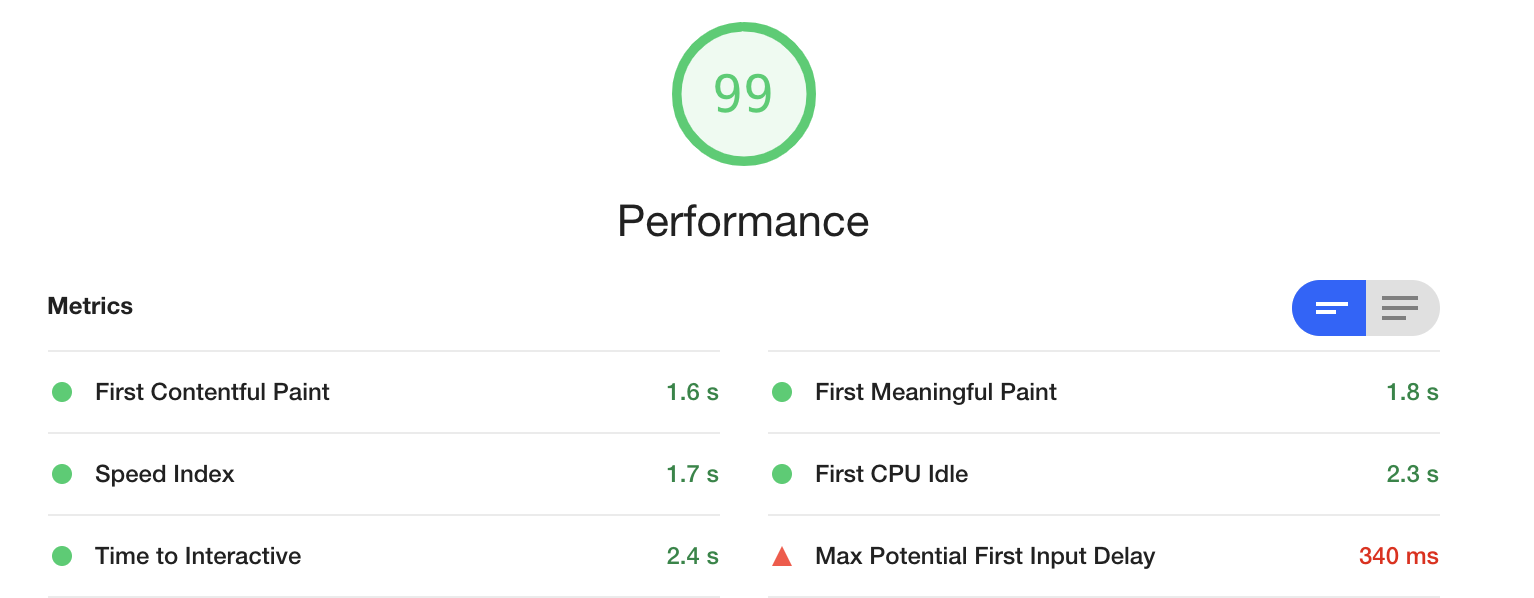 99
Performance
Metrics
First Contentful Paint 1.6 s
First Meaningful Paint 1.8 s
Speed Index 1.7 s
First CPU Idle 2.3 s
Time to Interactive 2.4 s
Max Potential First Input Delay 340 ms